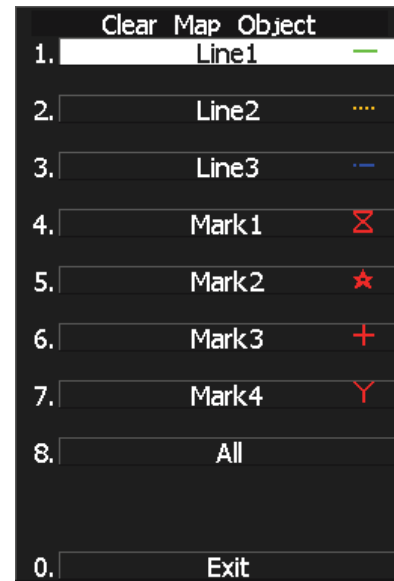 Clear Map Object
1. Line1
2. Line2
3. Line3
4. Mark1
5. Mark2
6. Mark3
7. Mark4
8. All
0. Exit